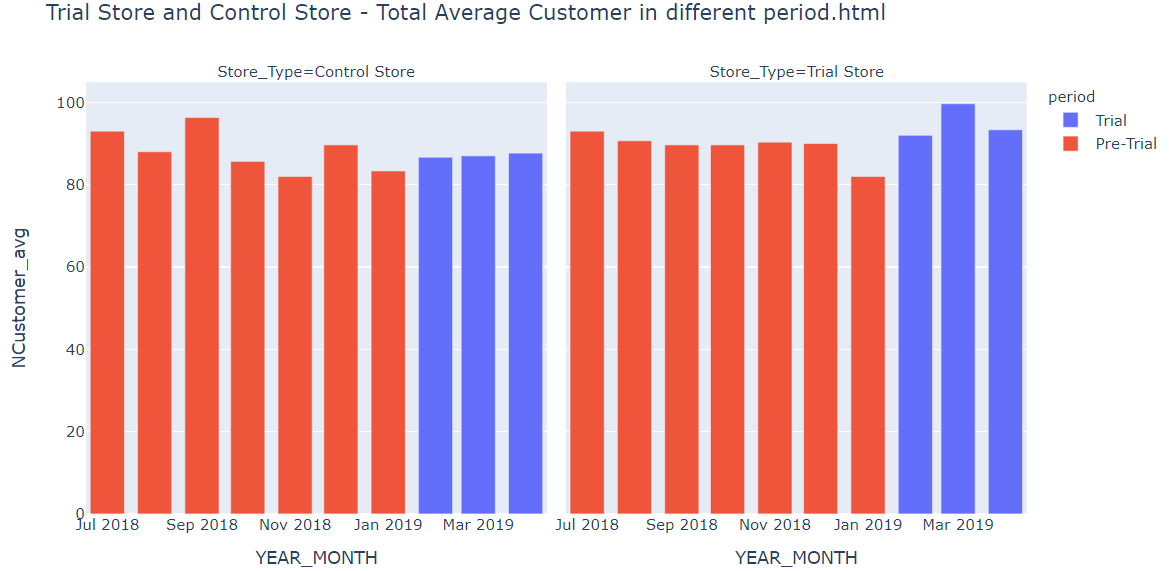 Trial Store and Control Store - Total Average Customer in different period.html
Store_Type=Control Store
Store_Type=Trial Store
period
Trial
Pre-Trial
NCustomer_avg
100
80
60
40
20
0
Jul 2018 Sep 2018 Nov 2018 Jan 2019 Mar 2019
Jul 2018 Sep 2018 Nov 2018 Jan 2019 Mar 2019
YEAR_MONTH
YEAR_MONTH